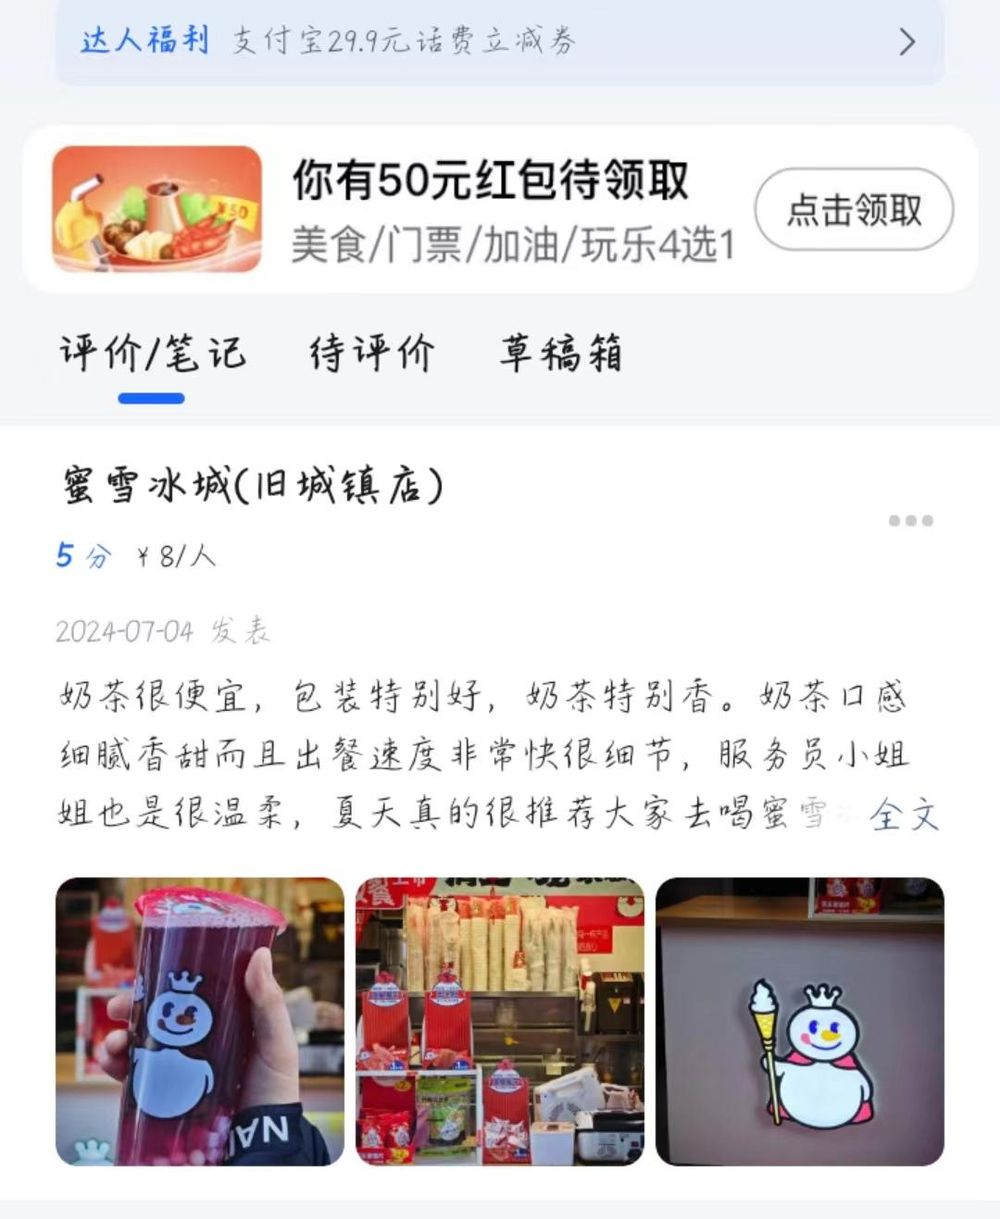 达人福利 支付宝29.9元话费立减券
你有50元红包待领取
美食/门票/加油/玩乐4选1
点击领取
¥50
评价/笔记 待评价 草稿箱
蜜雪冰城(旧城镇店)
5分 ¥8/人
2024-07-04 发表
奶茶很便宜，包装特别好，奶茶特别香。奶茶口感
细腻香甜而且出餐速度非常快很细节，服务员小姐
姐也是很温柔，夏天真的很推荐大家去喝蜜雪
全文
NA